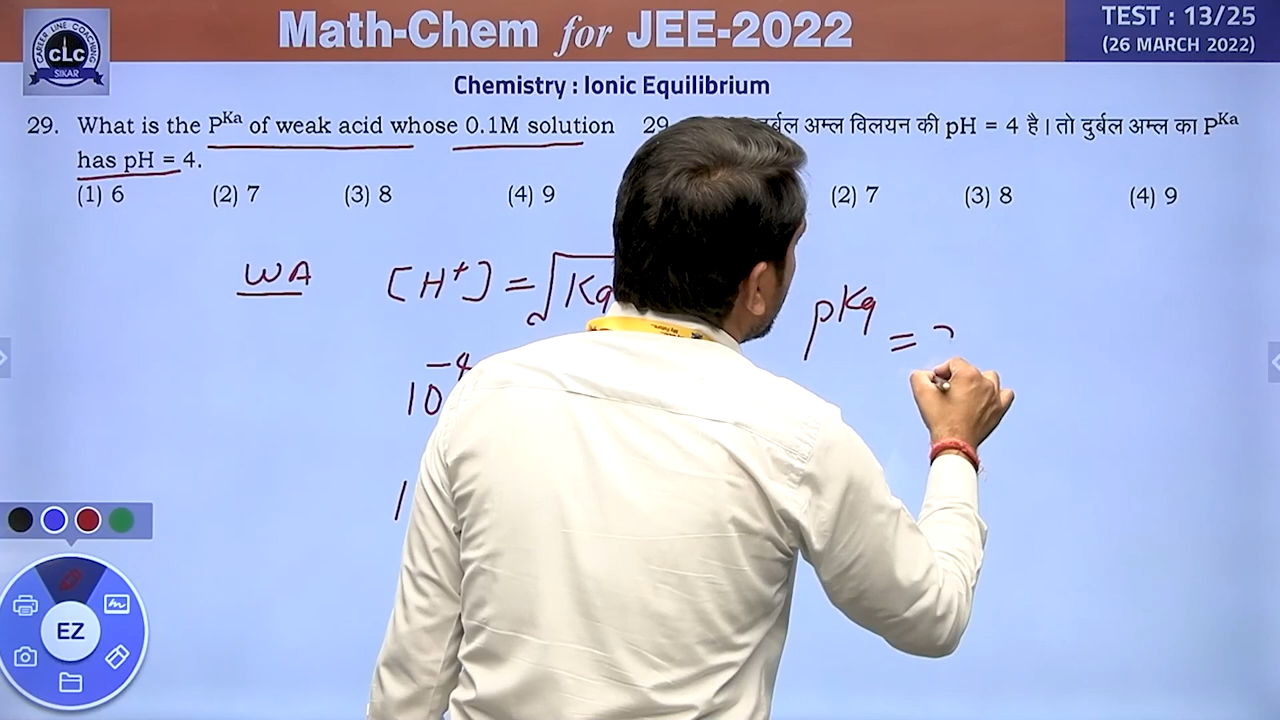 Math-Chem for JEE-2022
TEST : 13/25
(26 MARCH 2022)
CAREER LINE COACHING
CLC
SIKAR
Chemistry : Ionic Equilibrium
29. What is the P^Ka of weak acid whose 0.1M solution
has pH = 4.
(1) 6 (2) 7 (3) 8 (4) 9
29 अम्ल विलयन की pH = 4 है। तो दुर्बल अम्ल का P^Ka
(2) 7 (3) 8 (4) 9
WA [H+] = √Ka
pKa = ?
10^-4
1
EZ